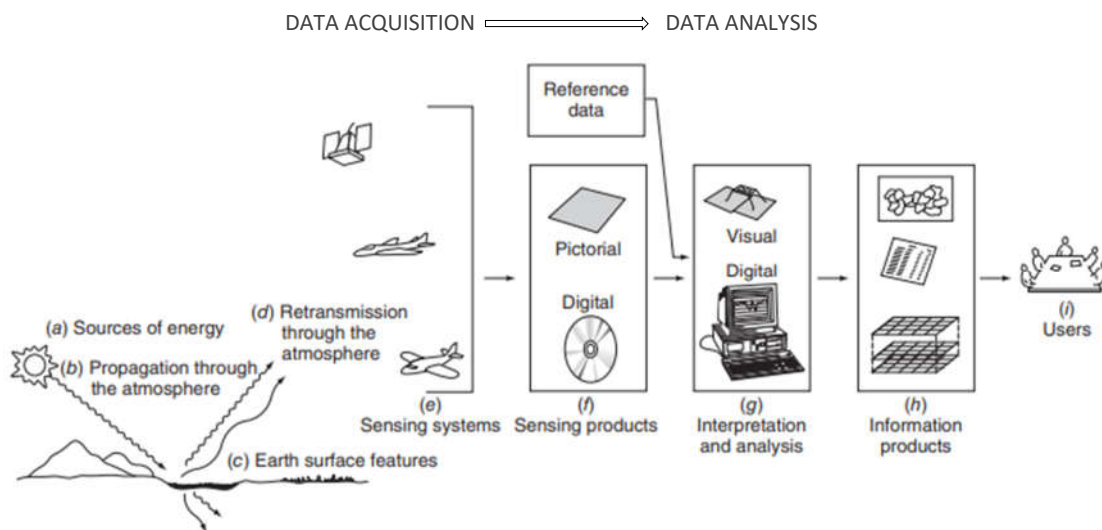 DATA ACQUISITION
DATA ANALYSIS
Reference
data
Pictorial
Digital
Visual
Digital
(a) Sources of energy
(b) Propagation through
the atmosphere
(c) Earth surface features
(d) Retransmission
through the
atmosphere
(e)
Sensing systems
(f)
Sensing products
(g)
Interpretation
and analysis
(h)
Information
products
(i)
Users